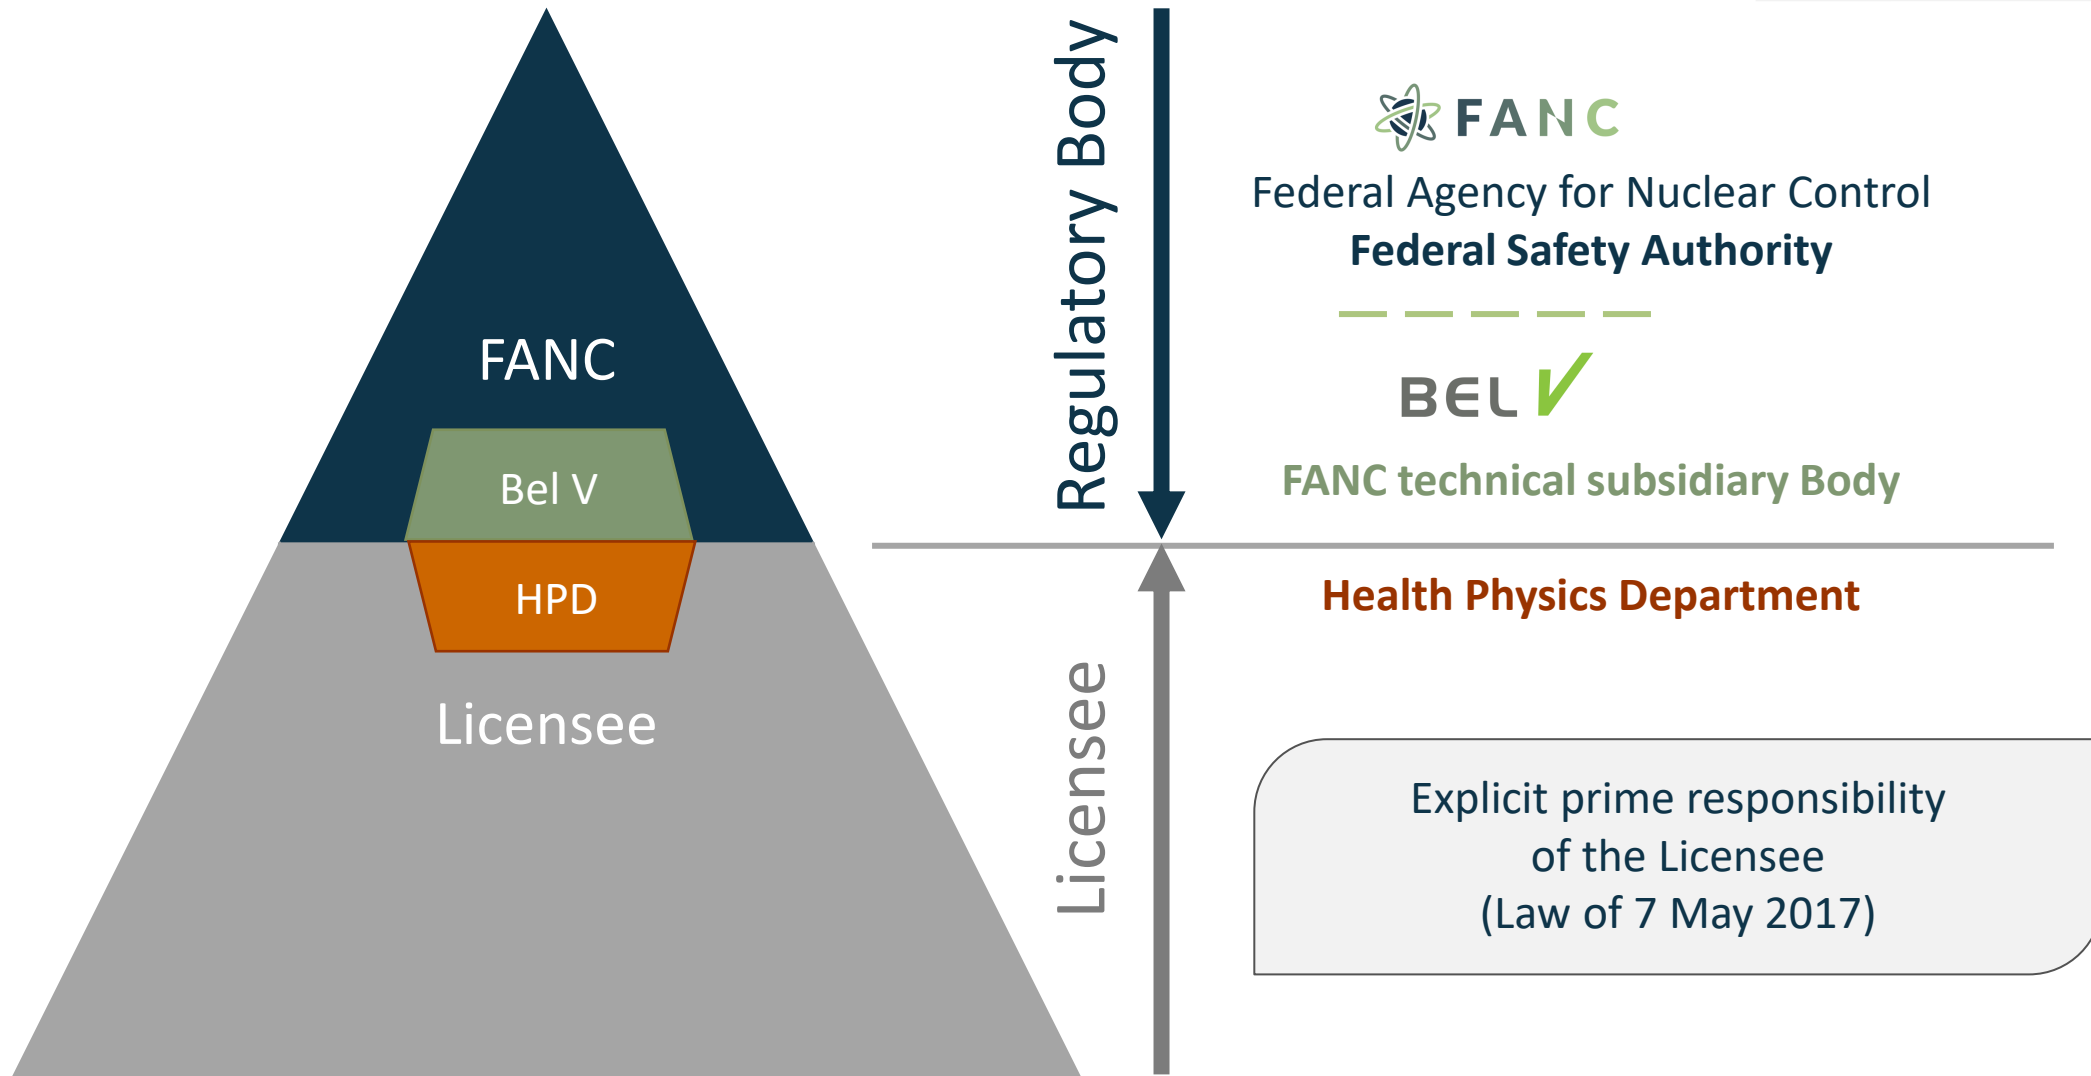 FANC
Bel V
HPD
Licensee
Regulatory Body
Licensee
FANC
Federal Agency for Nuclear Control
Federal Safety Authority
BEL V
FANC technical subsidiary Body
Health Physics Department
Explicit prime responsibility
of the Licensee
(Law of 7 May 2017)